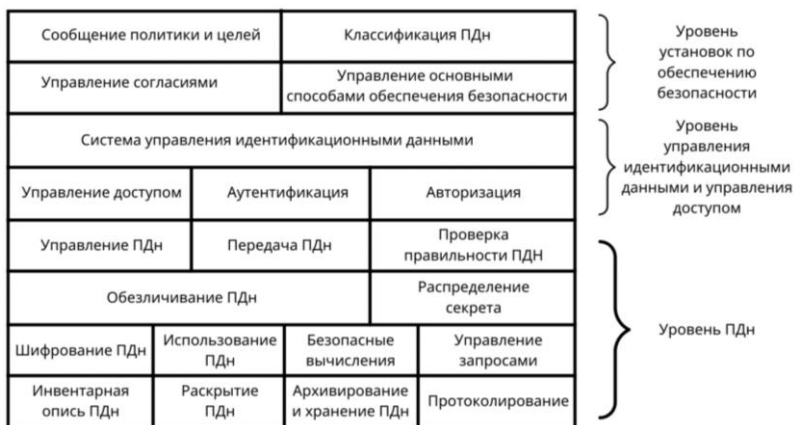 Сообщение политики и целей
Классификация ПДн
Уровень
установок по
обеспечению
безопасности
Управление согласиями
Управление основными
способами обеспечения безопасности
Система управления идентификационными данными
Уровень
управления
идентификационными
данными и управления
доступом
Управление доступом
Аутентификация
Авторизация
Управление ПДн
Передача ПДн
Проверка
правильности ПДН
Обезличивание ПДн
Распределение
секрета
Уровень ПДн
Шифрование ПДн
Использование
ПДн
Безопасные
вычисления
Управление
запросами
Инвентарная
опись ПДн
Раскрытие
ПДн
Архивирование
и хранение ПДн
Протоколирование